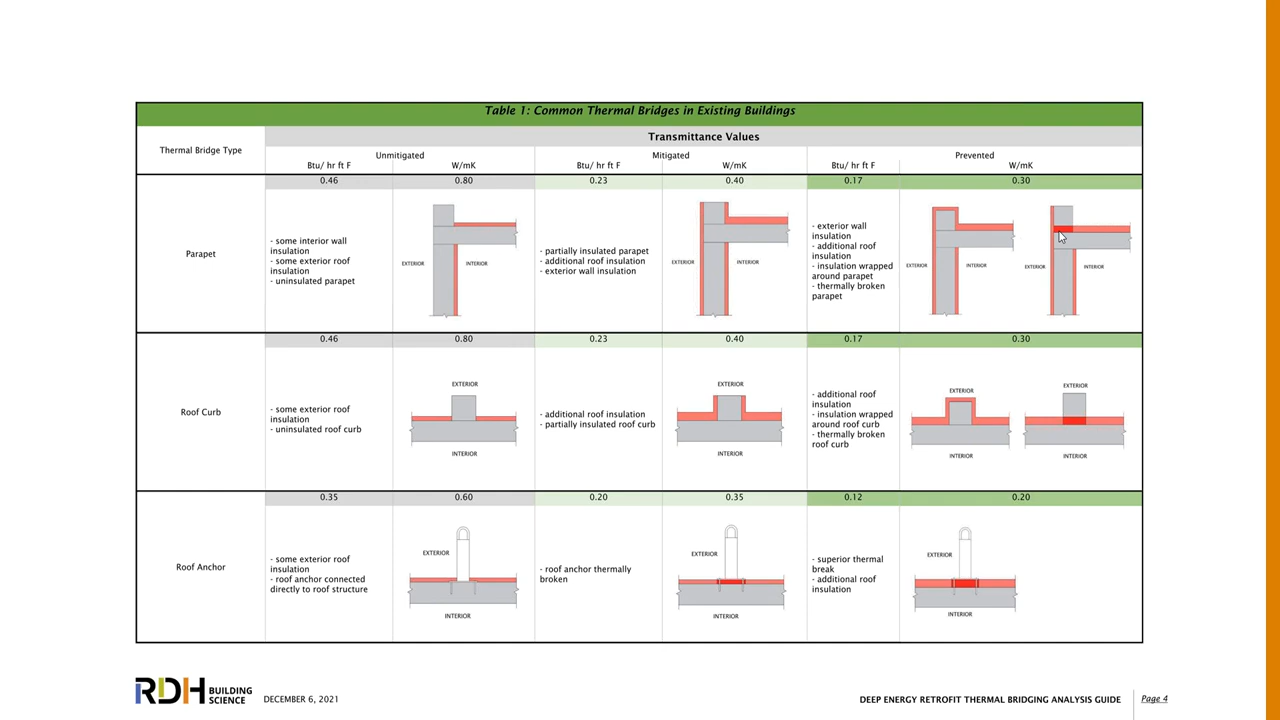 Table 1: Common Thermal Bridges in Existing Buildings
Thermal Bridge Type
Transmittance Values
Unmitigated
Mitigated
Prevented
Btu/ hr ft F
W/mK
Btu/ hr ft F
W/mK
Btu/ hr ft F
W/mK
Parapet
0.46
0.80
0.23
0.40
0.17
0.30
- some interior wall
insulation
- some exterior roof
insulation
- uninsulated parapet
EXTERIOR
INTERIOR
- partially insulated parapet
- additional roof insulation
- exterior wall insulation
EXTERIOR
INTERIOR
- exterior wall
insulation
- additional roof
insulation
- insulation wrapped
around parapet
- thermally broken
parapet
EXTERIOR
INTERIOR
EXTERIOR
INTERIOR
Roof Curb
0.46
0.80
0.23
0.40
0.17
0.30
- some exterior roof
insulation
- uninsulated roof curb
EXTERIOR
INTERIOR
- additional roof insulation
- partially insulated roof curb
EXTERIOR
INTERIOR
- additional roof
insulation
- insulation wrapped
around roof curb
- thermally broken
roof curb
EXTERIOR
INTERIOR
EXTERIOR
INTERIOR
Roof Anchor
0.35
0.60
0.20
0.35
0.12
0.20
- some exterior roof
insulation
- roof anchor connected
directly to roof structure
EXTERIOR
INTERIOR
- roof anchor thermally
broken
EXTERIOR
INTERIOR
- superior thermal
break
- additional roof
insulation
EXTERIOR
INTERIOR
RDH BUILDING
SCIENCE
DECEMBER 6, 2021
DEEP ENERGY RETROFIT THERMAL BRIDGING ANALYSIS GUIDE
Page 4